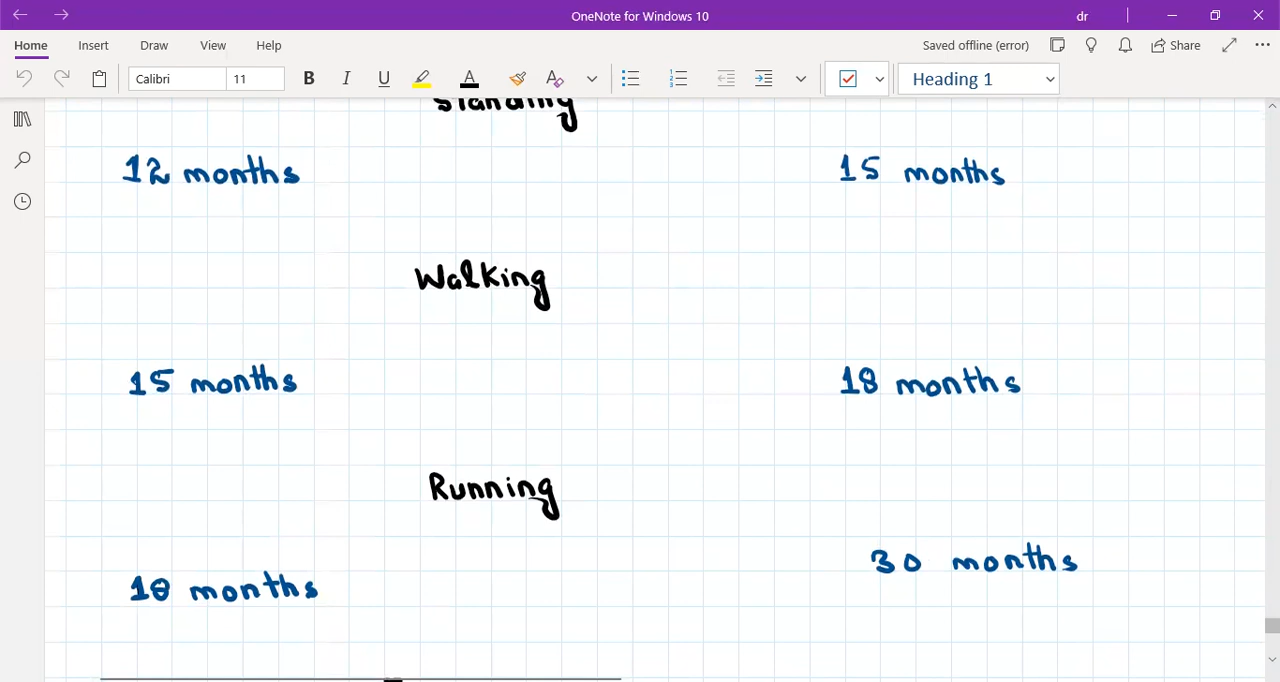 OneNote for Windows 10
dr
Home Insert Draw View Help
Saved offline (error)
Share
Calibri
11
B I U A A
Heading 1
Standing
12 months
15 months
Walking
15 months
18 months
Running
18 months
30 months